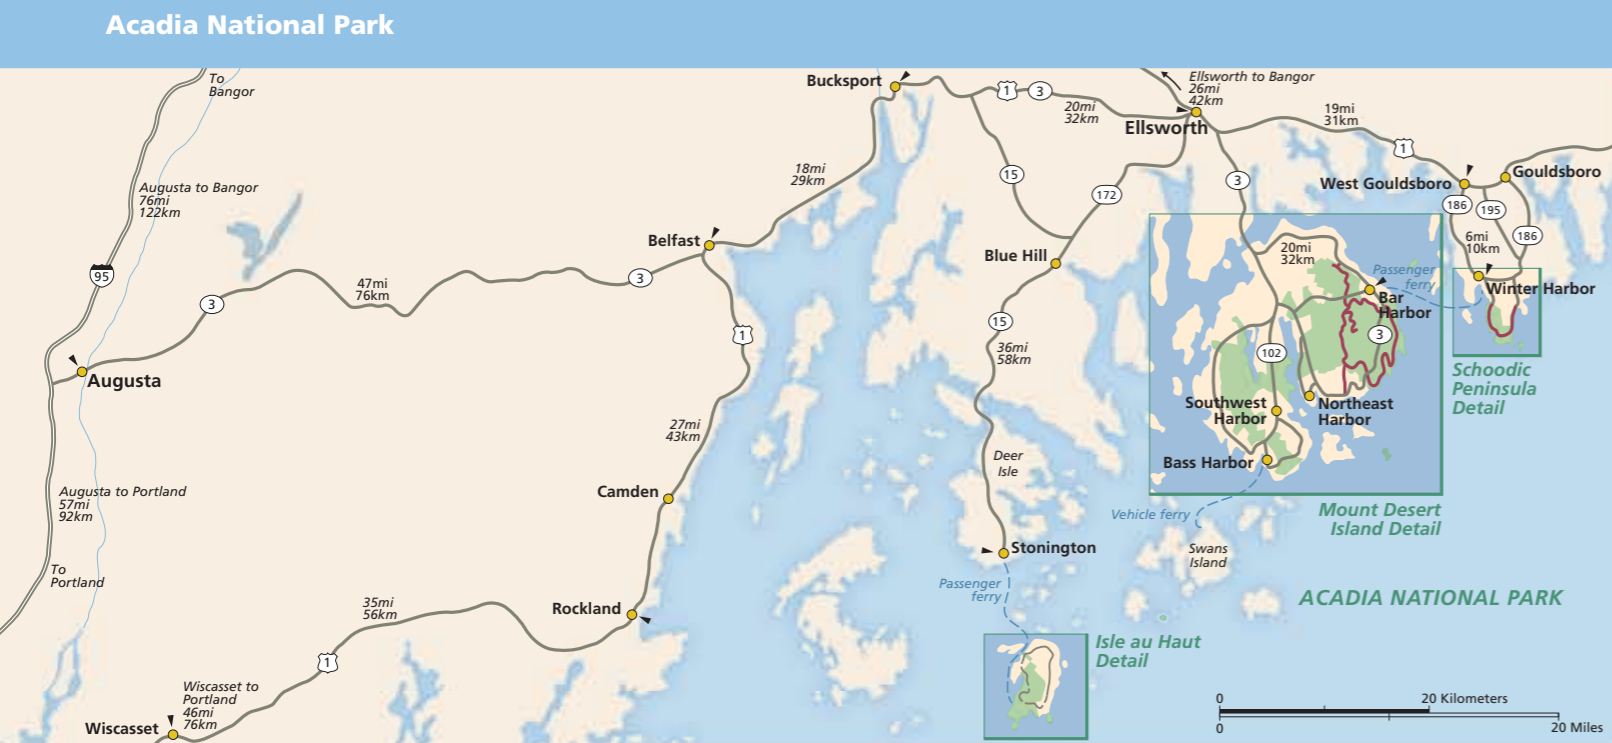 Acadia National Park
To
Bangor
Bucksport
1
3
20mi
32km
Ellsworth to Bangor
26mi
42km
Ellsworth
19mi
31km
1
Augusta to Bangor
76mi
122km
18mi
29km
15
172
3
West Gouldsboro
Gouldsboro
186
195
186
6mi
10km
Belfast
Blue Hill
20mi
32km
Passenger
ferry
Winter Harbor
95
3
47mi
76km
3
1
15
36mi
58km
Bar
Harbor
3
102
Augusta
Schoodic
Peninsula
Detail
Southwest
Harbor
Northeast
Harbor
27mi
43km
Deer
Isle
Bass Harbor
Augusta to Portland
57mi
92km
Camden
Vehicle ferry
Mount Desert
Island Detail
To
Portland
Stonington
Swans
Island
Passenger
ferry
ACADIA NATIONAL PARK
35mi
56km
Rockland
Isle au Haut
Detail
1
Wiscasset to
Portland
46mi
76km
Wiscasset
0
20 Kilometers
0
20 Miles